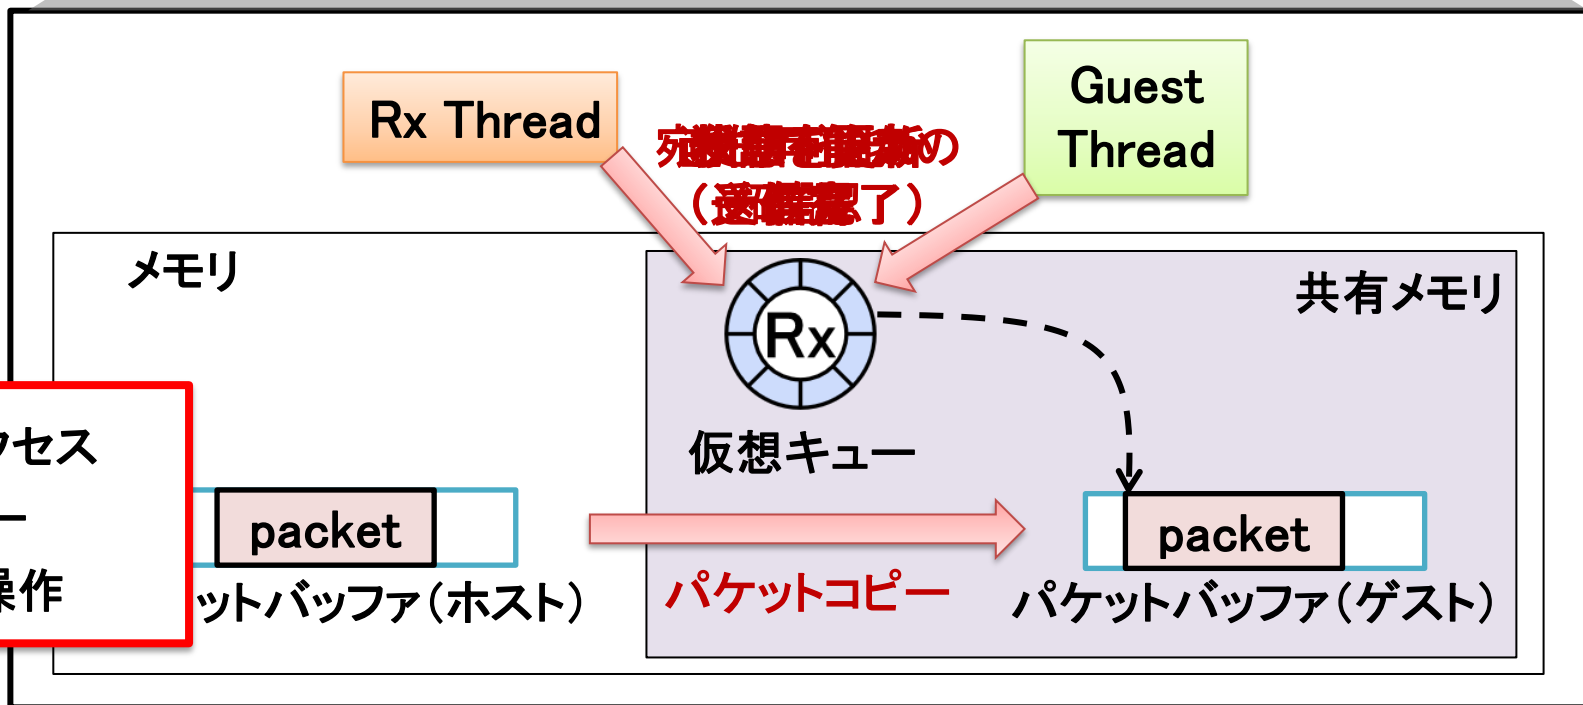 Rx Thread
Guest
Thread
メモリ
共有メモリ
Rx
仮想キュー
クセス
ー
操作
packet
packet
ットバッファ（ホスト）
パケットコピー
パケットバッファ（ゲスト）